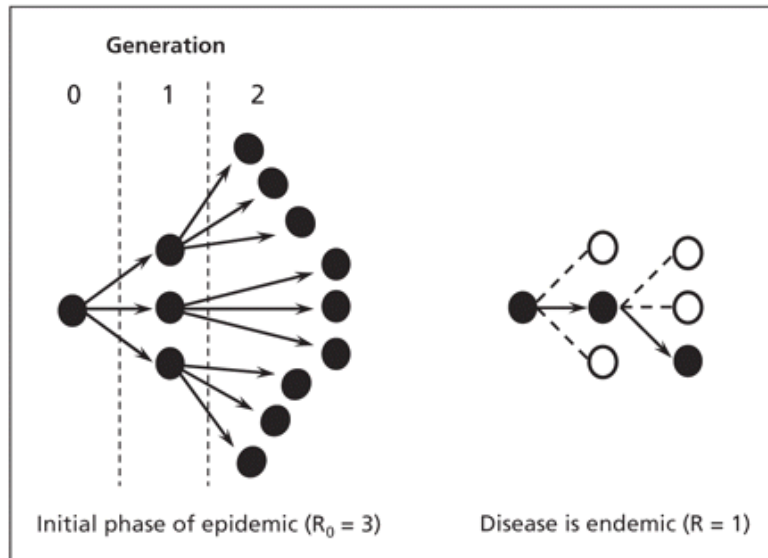 Generation
0 1 2
Initial phase of epidemic (R₀ = 3)
Disease is endemic (R = 1)